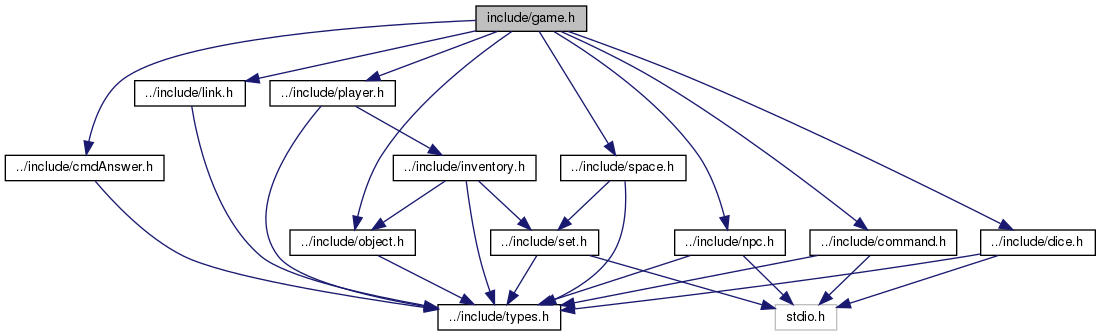 include/game.h
../include/link.h
../include/player.h
../include/cmdAnswer.h
../include/inventory.h
../include/space.h
../include/object.h
../include/set.h
../include/npc.h
../include/command.h
../include/dice.h
../include/types.h
stdio.h